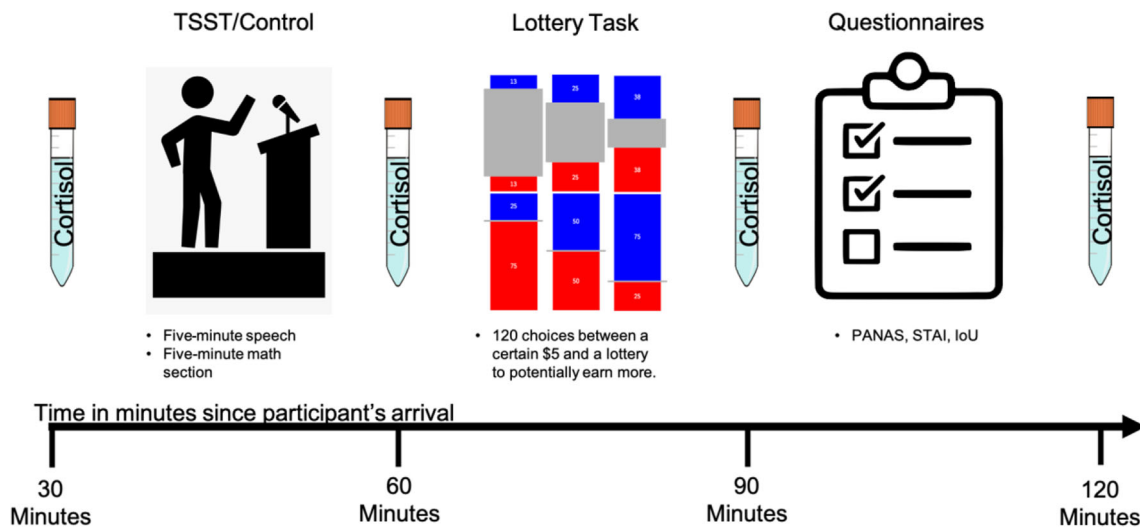 TSST/Control
Lottery Task
Questionnaires
Cortisol
Cortisol
Cortisol
Cortisol
13
25
38
13
25
38
25
50
75
75
50
25
• Five-minute speech
• Five-minute math
section
• 120 choices between a
certain $5 and a lottery
to potentially earn more.
• PANAS, STAI, IoU
Time in minutes since participant's arrival
30
Minutes
60
Minutes
90
Minutes
120
Minutes